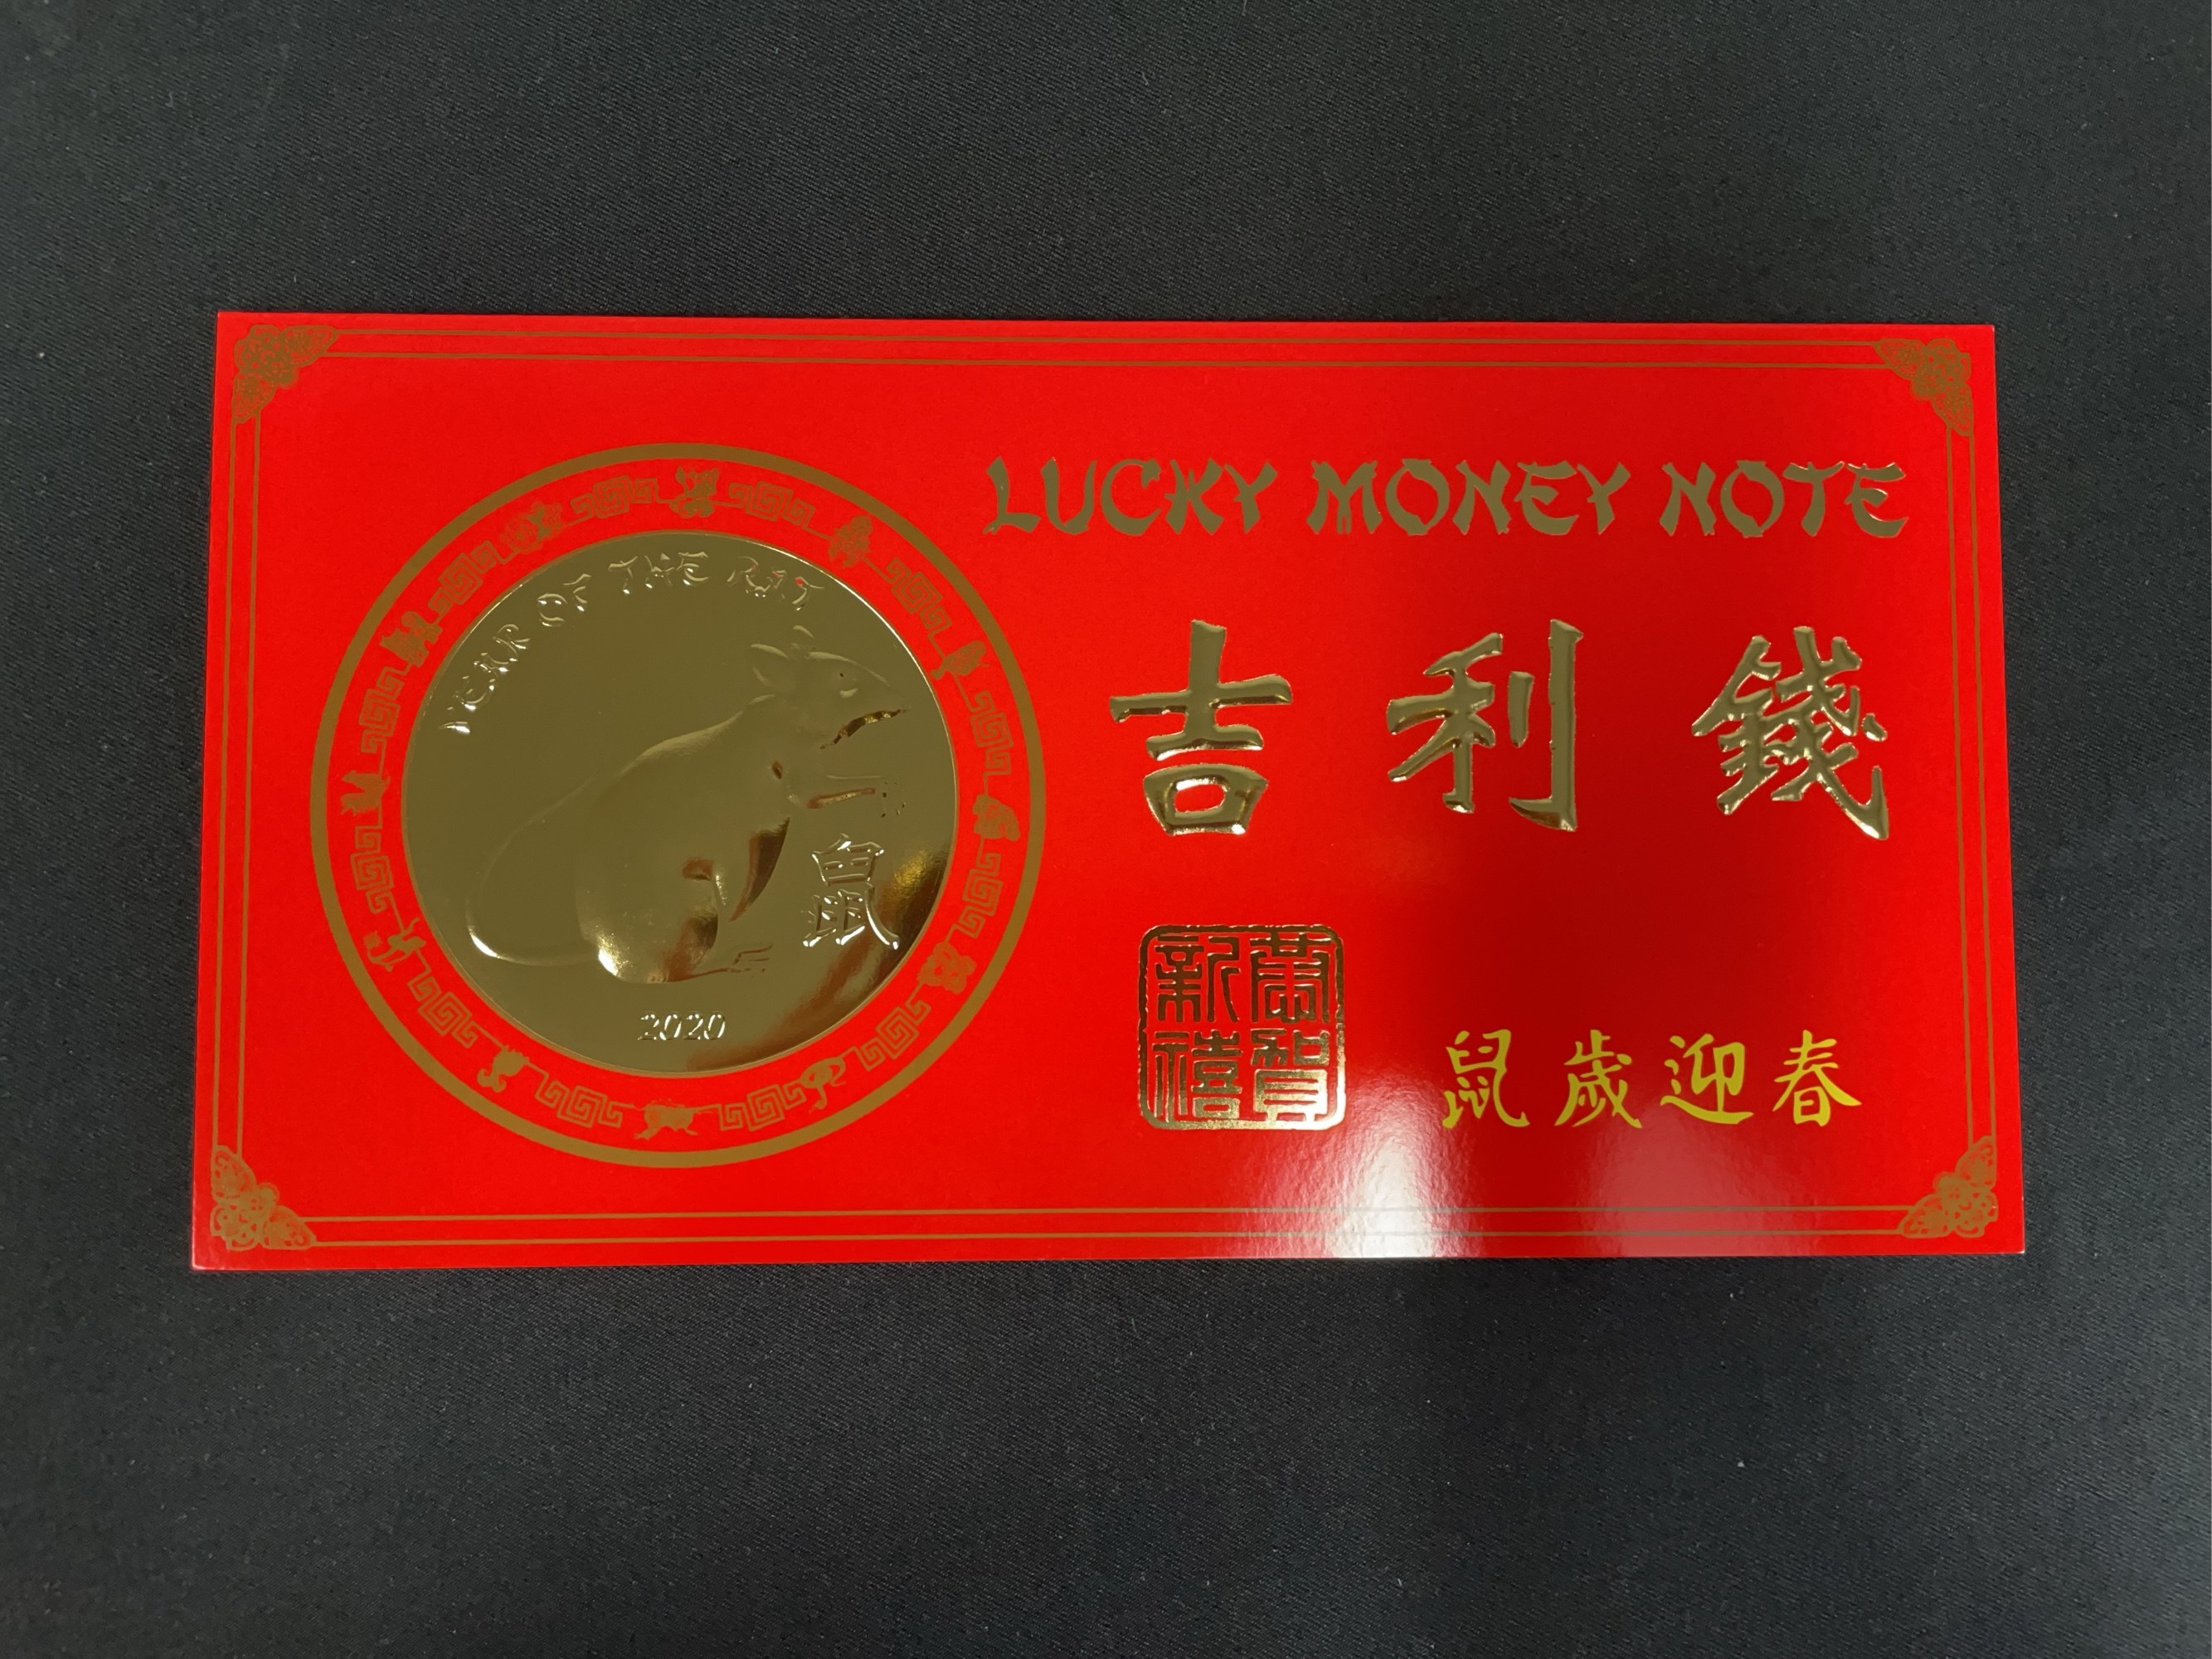 YEAR OF THE RAT
鼠
2020
LUCKY MONEY NOTE
吉利錢
恭賀
新禧
鼠歲迎春